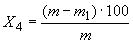 X₄ = (m − m₁) · 100 / m